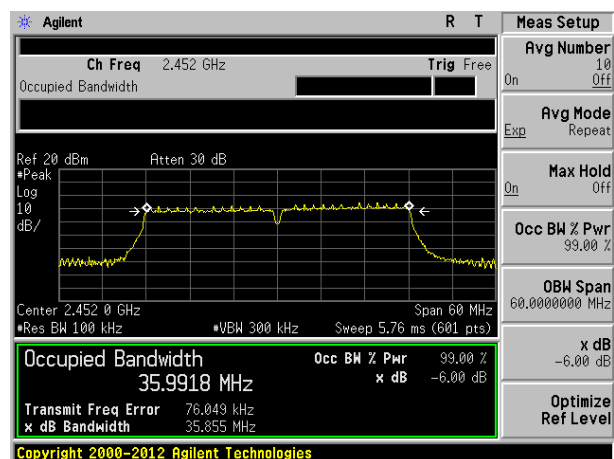 Agilent R T Meas Setup
Ch Freq 2.452 GHz Trig Free
Occupied Bandwidth
Avg Number
10
On Off
Avg Mode
Exp Repeat
Max Hold
On Off
Occ BW % Pwr
99.00 %
OBW Span
60.0000000 MHz
x dB
-6.00 dB
Optimize
Ref Level
Ref 20 dBm Atten 30 dB
#Peak
Log
10
dB/
Center 2.452 0 GHz Span 60 MHz
#Res BW 100 kHz #VBW 300 kHz Sweep 5.76 ms (601 pts)
Occupied Bandwidth Occ BW % Pwr 99.00 %
35.9918 MHz x dB -6.00 dB
Transmit Freq Error 76.049 kHz
x dB Bandwidth 35.855 MHz
Copyright 2000-2012 Agilent Technologies